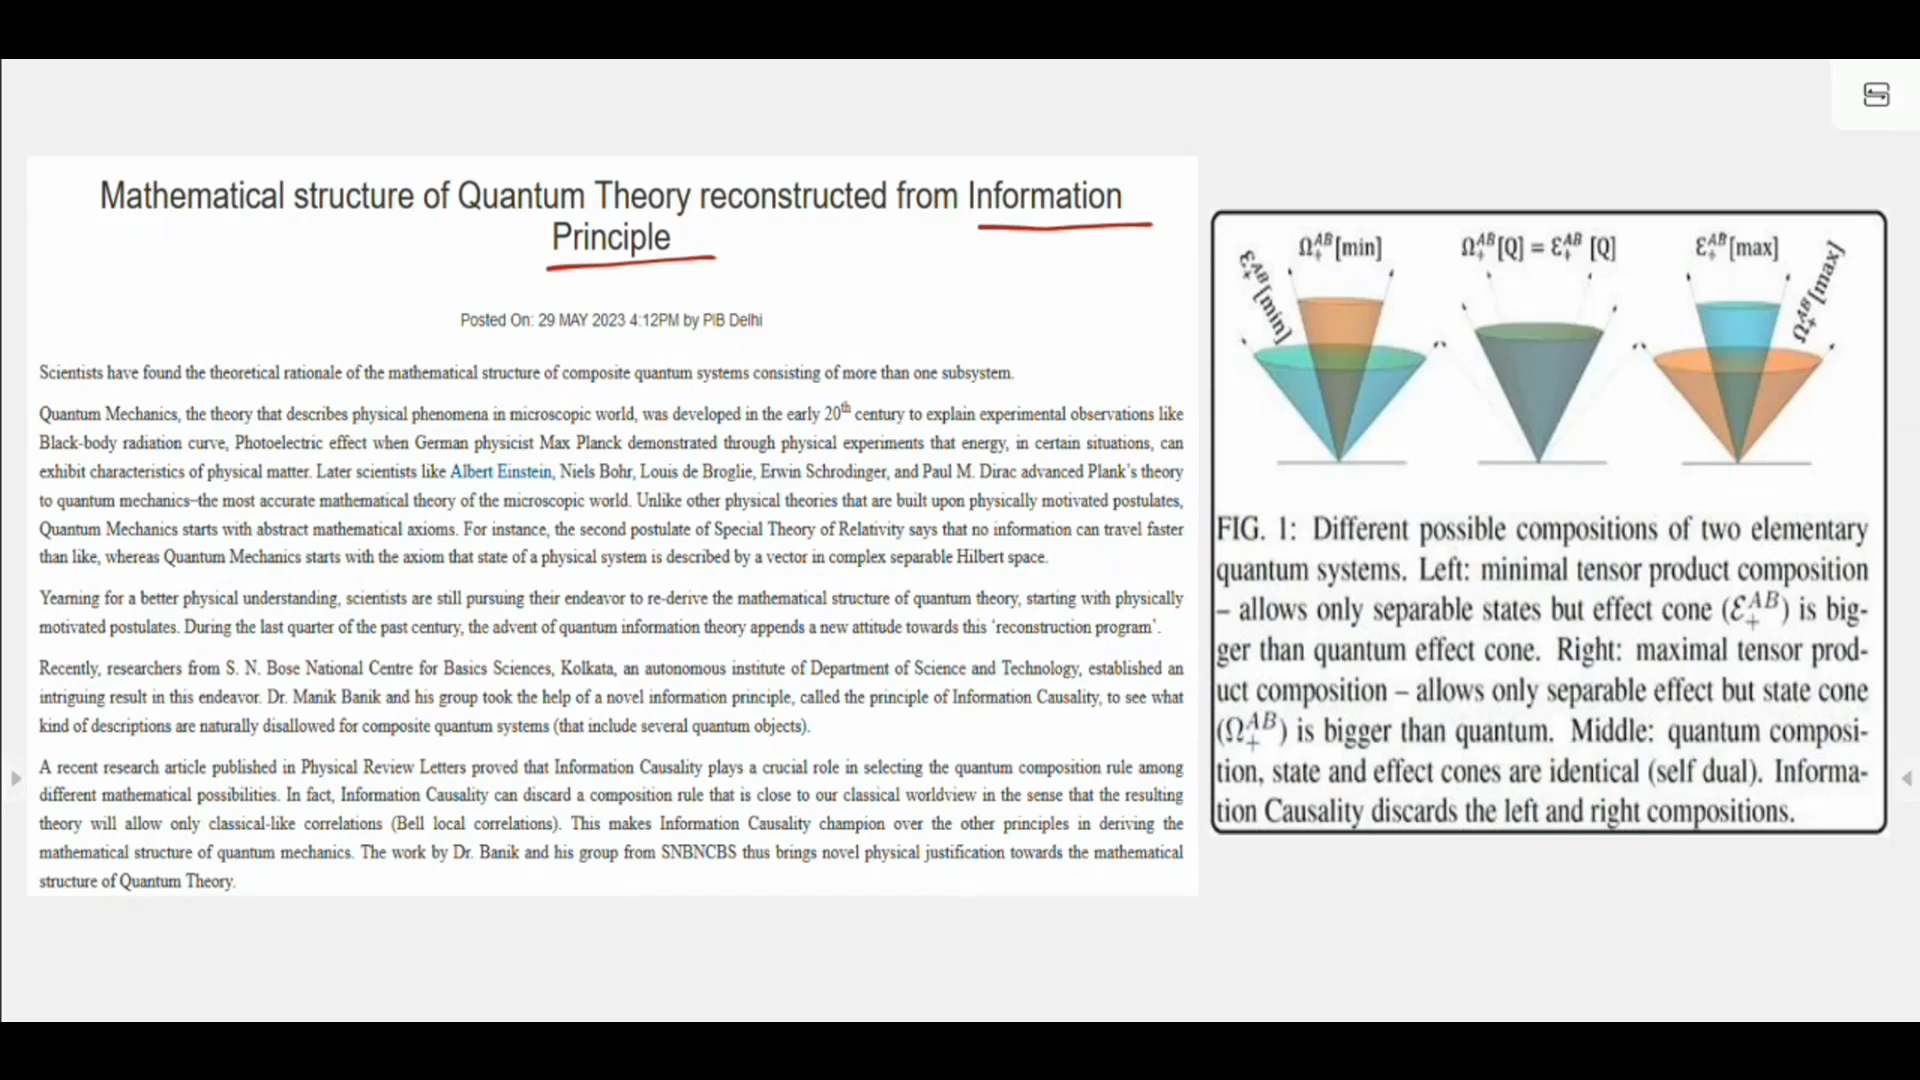 Mathematical structure of Quantum Theory reconstructed from Information
Principle
Posted On: 29 MAY 2023 4:12PM by PIB Delhi
Scientists have found the theoretical rationale of the mathematical structure of composite quantum systems consisting of more than one subsystem.
Quantum Mechanics, the theory that describes physical phenomena in microscopic world, was developed in the early 20th century to explain experimental observations like
Black-body radiation curve, Photoelectric effect when German physicist Max Planck demonstrated through physical experiments that energy, in certain situations, can
exhibit characteristics of physical matter. Later scientists like Albert Einstein, Niels Bohr, Louis de Broglie, Erwin Schrodinger, and Paul M. Dirac advanced Plank's theory
to quantum mechanics–the most accurate mathematical theory of the microscopic world. Unlike other physical theories that are built upon physically motivated postulates,
Quantum Mechanics starts with abstract mathematical axioms. For instance, the second postulate of Special Theory of Relativity says that no information can travel faster
than like, whereas Quantum Mechanics starts with the axiom that state of a physical system is described by a vector in complex separable Hilbert space.
Yearning for a better physical understanding, scientists are still pursuing their endeavor to re-derive the mathematical structure of quantum theory, starting with physically
motivated postulates. During the last quarter of the past century, the advent of quantum information theory appends a new attitude towards this 'reconstruction program'.
Recently, researchers from S. N. Bose National Centre for Basics Sciences, Kolkata, an autonomous institute of Department of Science and Technology, established an
intriguing result in this endeavor. Dr. Manik Banik and his group took the help of a novel information principle, called the principle of Information Causality, to see what
kind of descriptions are naturally disallowed for composite quantum systems (that include several quantum objects).
A recent research article published in Physical Review Letters proved that Information Causality plays a crucial role in selecting the quantum composition rule among
different mathematical possibilities. In fact, Information Causality can discard a composition rule that is close to our classical worldview in the sense that the resulting
theory will allow only classical-like correlations (Bell local correlations). This makes Information Causality champion over the other principles in deriving the
mathematical structure of quantum mechanics. The work by Dr. Banik and his group from SNBNCBS thus brings novel physical justification towards the mathematical
structure of Quantum Theory.
ℰ₊ᴬᴮ[min]
Ω₊ᴬᴮ[min]
Ω₊ᴬᴮ[Q] = ℰ₊ᴬᴮ [Q]
ℰ₊ᴬᴮ[max]
Ω₊ᴬᴮ[max]
FIG. 1: Different possible compositions of two elementary
quantum systems. Left: minimal tensor product composition
– allows only separable states but effect cone (ℰ₊ᴬᴮ) is big-
ger than quantum effect cone. Right: maximal tensor prod-
uct composition – allows only separable effect but state cone
(Ω₊ᴬᴮ) is bigger than quantum. Middle: quantum composi-
tion, state and effect cones are identical (self dual). Informa-
tion Causality discards the left and right compositions.